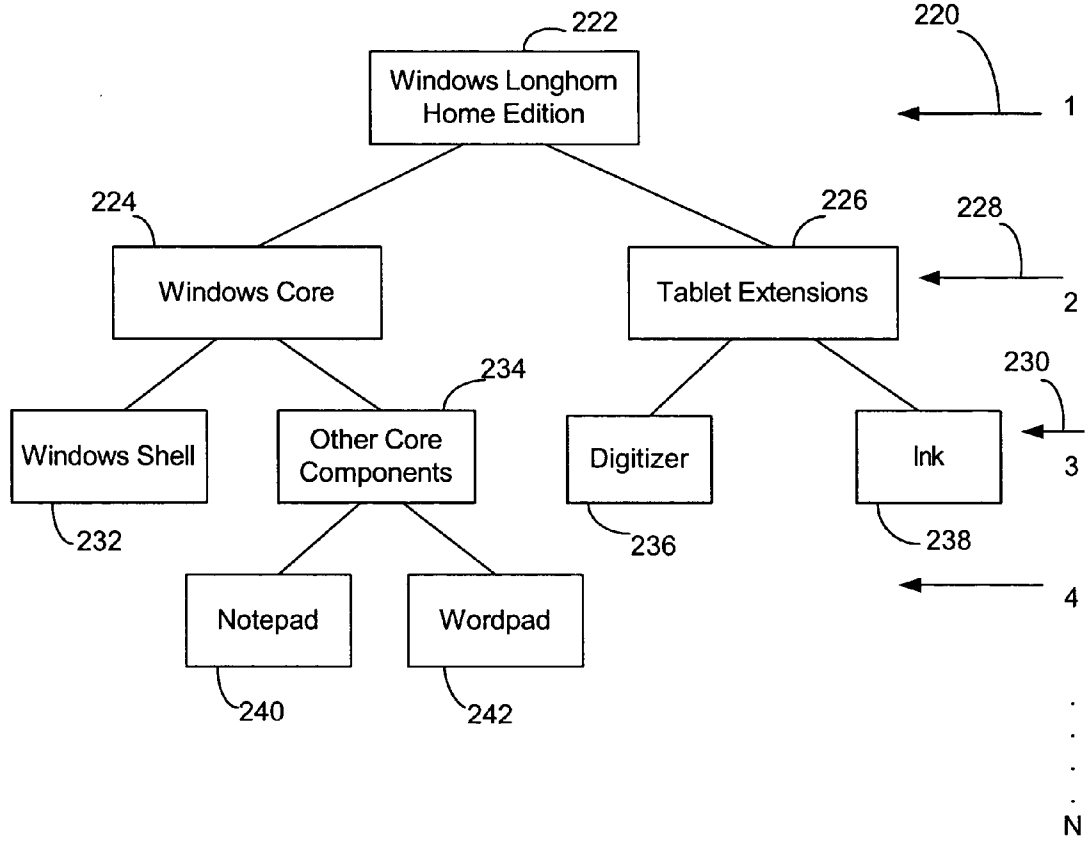 222
220
Windows Longhorn
Home Edition
1
224
226
228
Windows Core
Tablet Extensions
2
234
230
Windows Shell
Other Core
Components
Digitizer
Ink
3
232
236
238
4
Notepad
Wordpad
240
242
.
.
.
.
N